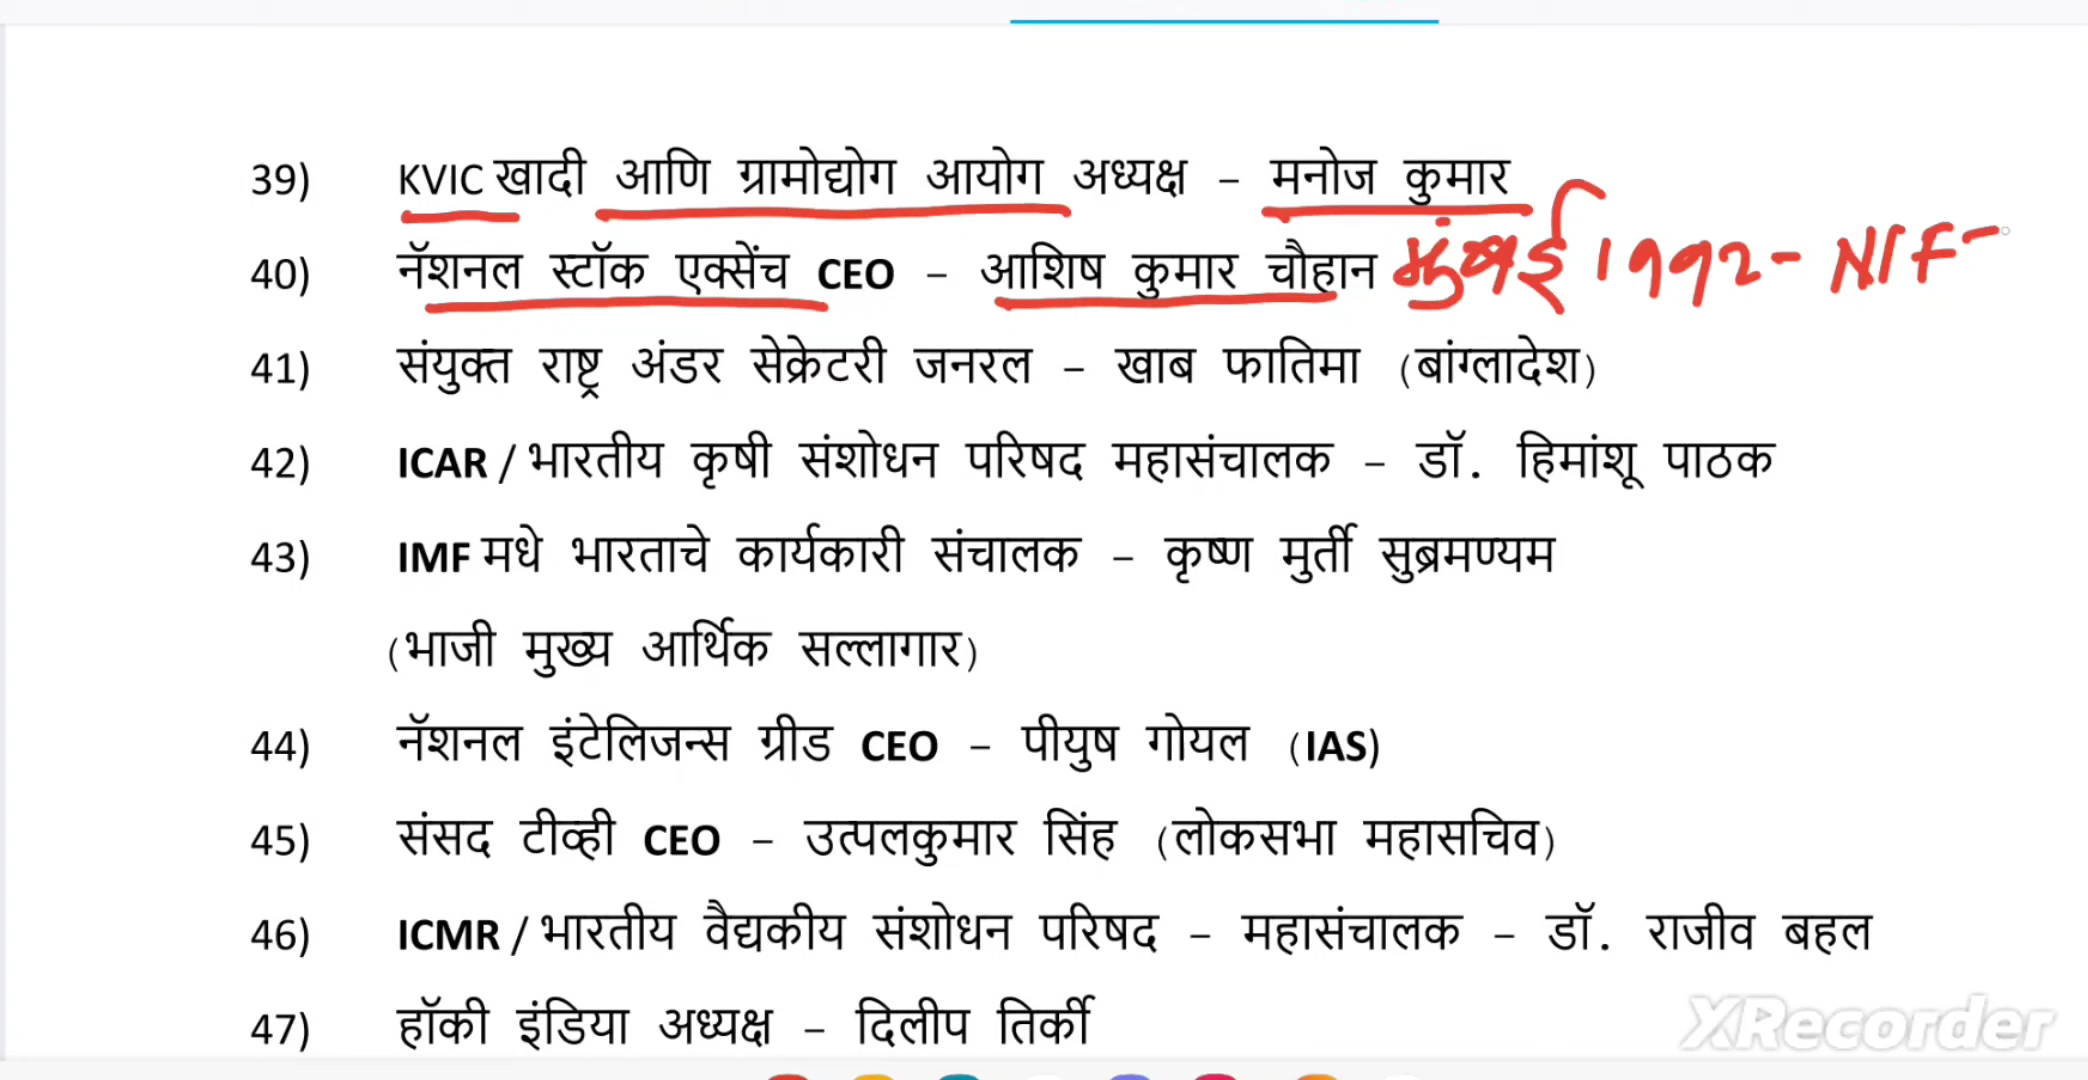 39) KVIC खादी आणि ग्रामोद्योग आयोग अध्यक्ष – मनोज कुमार
40) नॅशनल स्टॉक एक्सेंच CEO – आशिष कुमार चौहान मुंबई १९९२ - NIF
41) संयुक्त राष्ट्र अंडर सेक्रेटरी जनरल – खाब फातिमा (बांग्लादेश)
42) ICAR / भारतीय कृषी संशोधन परिषद महासंचालक – डॉ. हिमांशू पाठक
43) IMF मधे भारताचे कार्यकारी संचालक – कृष्ण मुर्ती सुब्रमण्यम
(भाजी मुख्य आर्थिक सल्लागार)
44) नॅशनल इंटेलिजन्स ग्रीड CEO – पीयुष गोयल (IAS)
45) संसद टीव्ही CEO – उत्पलकुमार सिंह (लोकसभा महासचिव)
46) ICMR / भारतीय वैद्यकीय संशोधन परिषद – महासंचालक – डॉ. राजीव बहल
47) हॉकी इंडिया अध्यक्ष – दिलीप तिर्की
XRecorder